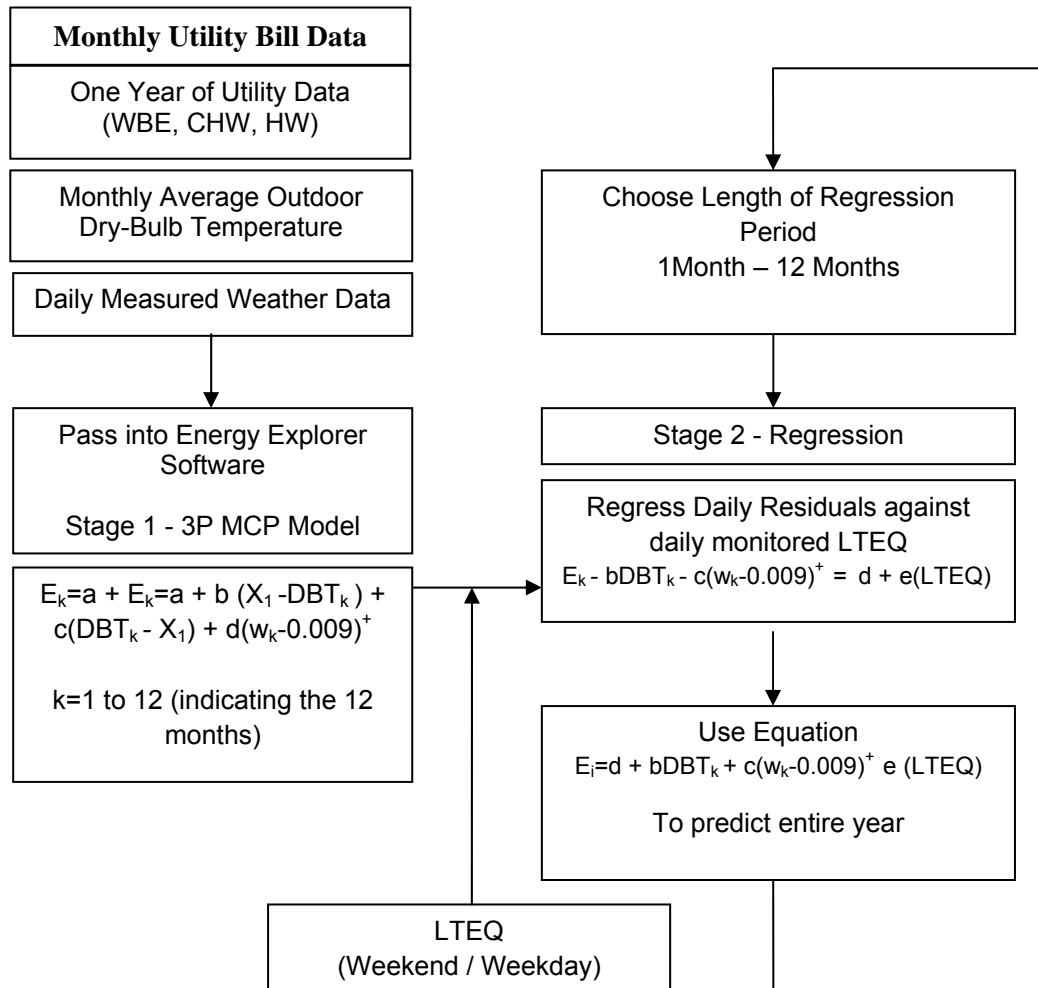 Monthly Utility Bill Data
One Year of Utility Data
(WBE, CHW, HW)
Monthly Average Outdoor
Dry-Bulb Temperature
Daily Measured Weather Data
Pass into Energy Explorer
Software
Stage 1 - 3P MCP Model
Eₖ=a + Eₖ=a + b (X₁ -DBTₖ ) +
c(DBTₖ - X₁) + d(wₖ-0.009)⁺
k=1 to 12 (indicating the 12
months)
LTEQ
(Weekend / Weekday)
Choose Length of Regression
Period
1Month – 12 Months
Stage 2 - Regression
Regress Daily Residuals against
daily monitored LTEQ
Eₖ - bDBTₖ - c(wₖ-0.009)⁺ = d + e(LTEQ)
Use Equation
Eᵢ=d + bDBTₖ + c(wₖ-0.009)⁺ e (LTEQ)
To predict entire year